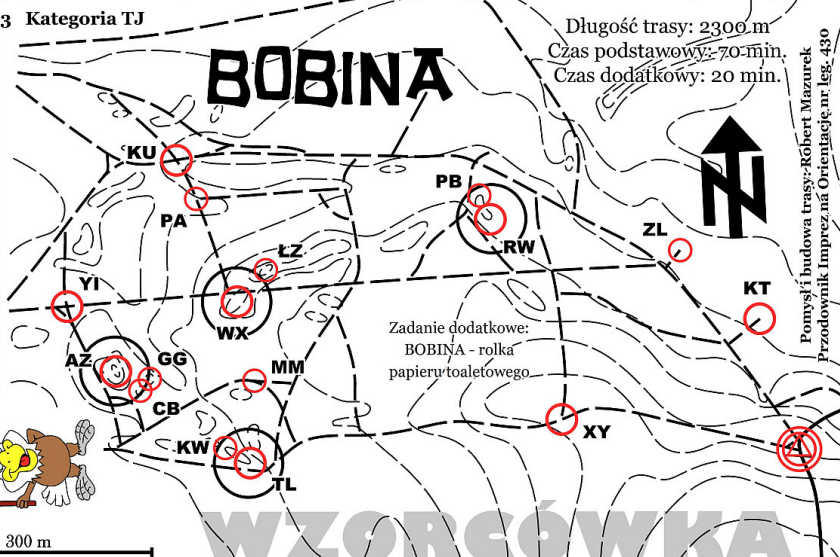 3 Kategoria TJ
Długość trasy: 2300 m
Czas podstawowy: 70 min.
Czas dodatkowy: 20 min.
BOBINA
Pomysł i budowa trasy: Robert Mazurek
Przodownik Imprez na Orientację nr leg. 430
KU
PA
PB
RW
ZL
ŁZ
YI
KT
WX
Zadanie dodatkowe:
BOBINA - rolka
papieru toaletowego
AZ
GG
MM
CB
XY
KW
TL
WZORCÓWKA
300 m